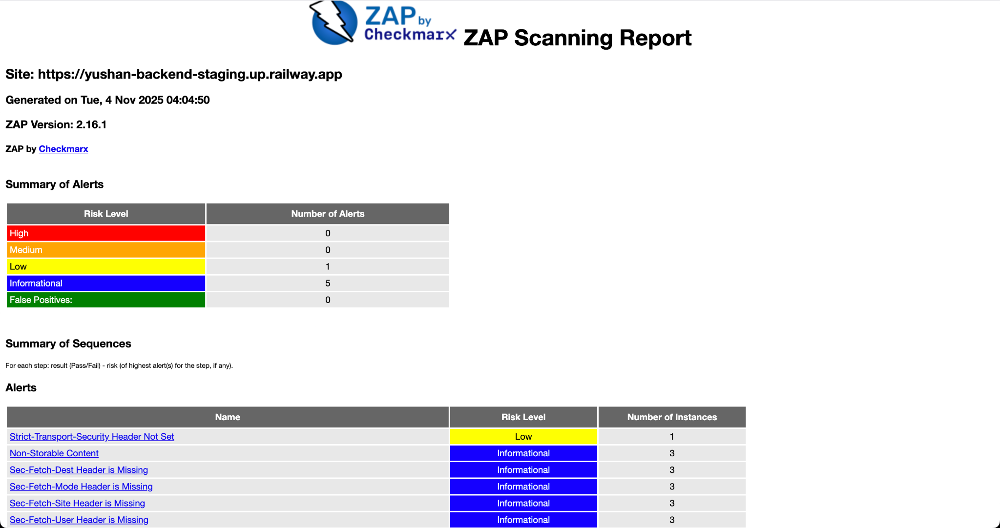 ZAP by
Checkmarx
ZAP Scanning Report
Site: https://yushan-backend-staging.up.railway.app
Generated on Tue, 4 Nov 2025 04:04:50
ZAP Version: 2.16.1
ZAP by Checkmarx
Summary of Alerts
Risk Level Number of Alerts
High 0
Medium 0
Low 1
Informational 5
False Positives: 0
Summary of Sequences
For each step: result (Pass/Fail) - risk (of highest alert(s) for the step, if any).
Alerts
Name Risk Level Number of Instances
Strict-Transport-Security Header Not Set Low 1
Non-Storable Content Informational 3
Sec-Fetch-Dest Header is Missing Informational 3
Sec-Fetch-Mode Header is Missing Informational 3
Sec-Fetch-Site Header is Missing Informational 3
Sec-Fetch-User Header is Missing Informational 3